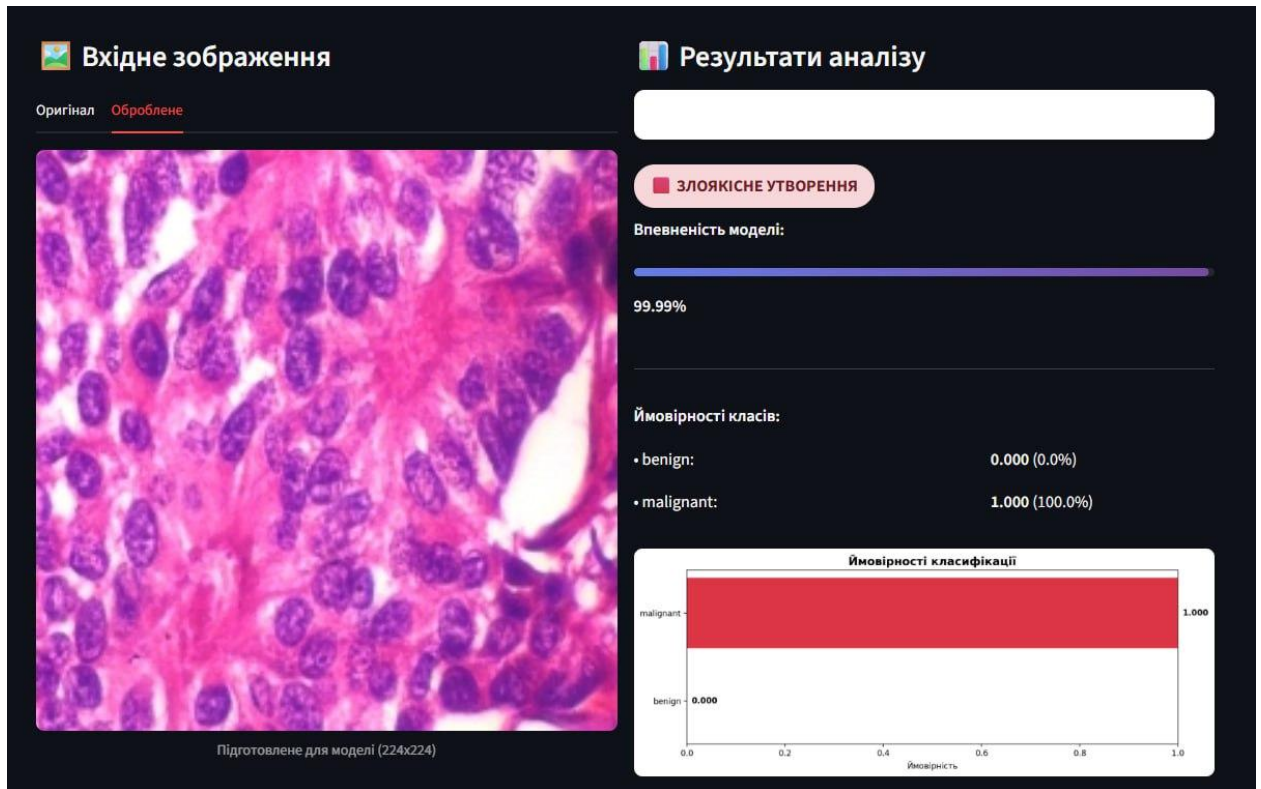 Вхідне зображення
Оригінал Оброблене
Підготовлене для моделі (224x224)
Результати аналізу
ЗЛОЯКІСНЕ УТВОРЕННЯ
Впевненість моделі:
99.99%
Ймовірності класів:
• benign: 0.000 (0.0%)
• malignant: 1.000 (100.0%)
Ймовірності класифікації
malignant 1.000
benign 0.000
0.0 0.2 0.4 0.6 0.8 1.0
Ймовірність